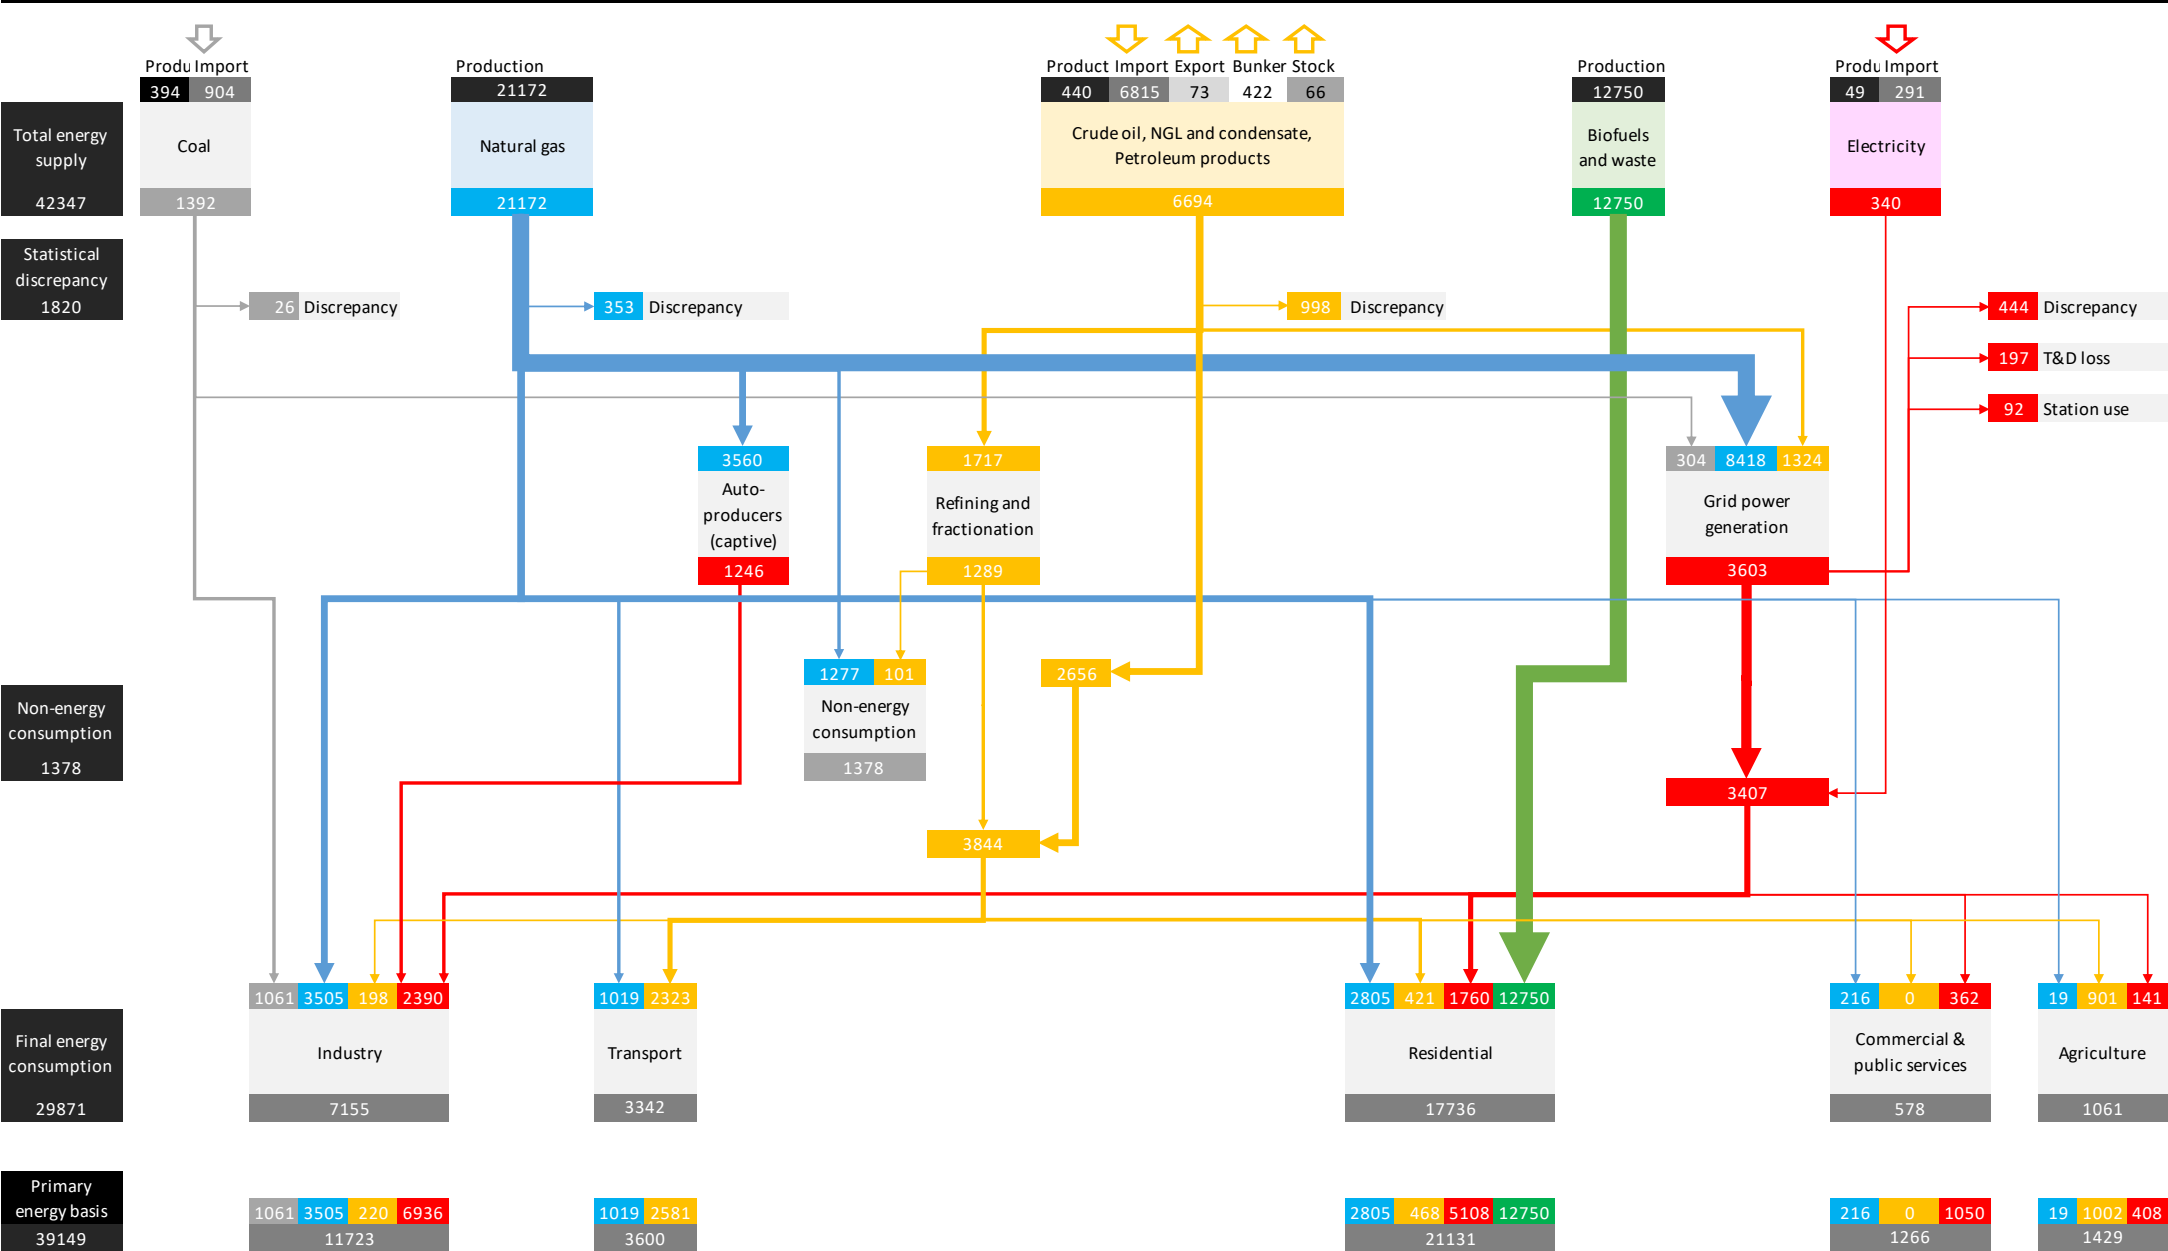 Produ Import
Production
Product Import Export Bunker Stock
Production
Produ Import
394 904
21172
440 6815 73 422 66
12750
49 291
Total energy
supply
42347
Coal
Natural gas
Crude oil, NGL and condensate,
Petroleum products
Biofuels
and waste
Electricity
1392
21172
6694
12750
340
Statistical
discrepancy
1820
26 Discrepancy
353 Discrepancy
998 Discrepancy
444 Discrepancy
197 T&D loss
92 Station use
3560
Auto-
producers
(captive)
1246
1717
Refining and
fractionation
1289
304 8418 1324
Grid power
generation
3603
Non-energy
consumption
1378
1277 101
Non-energy
consumption
1378
2656
3407
3844
Final energy
consumption
29871
1061 3505 198 2390
Industry
7155
1019 2323
Transport
3342
2805 421 1760 12750
Residential
17736
216 0 362
Commercial &
public services
578
19 901 141
Agriculture
1061
Primary
energy basis
39149
1061 3505 220 6936
11723
1019 2581
3600
2805 468 5108 12750
21131
216 0 1050
1266
19 1002 408
1429